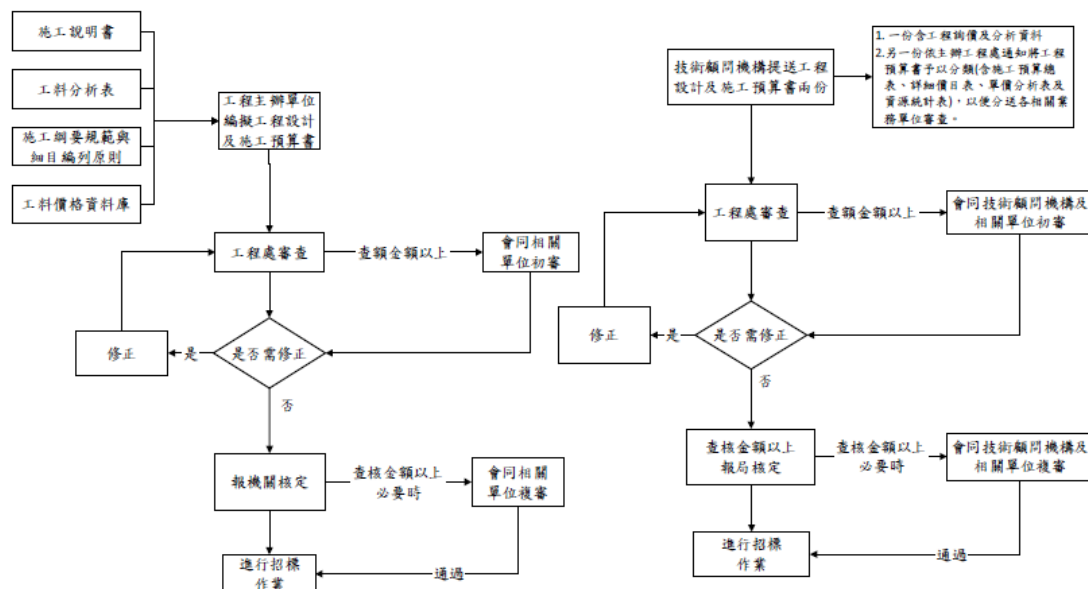 施工說明書
工料分析表
施工綱要規範與
細目編列原則
工料價格資料庫
工程主辦單位
編擬工程設計
及施工預算書
工程處審查
查額金額以上
會同相關
單位初審
修正
是
是否需修正
否
報機關核定
查核金額以上
必要時
會同相關
單位複審
進行招標
作業
通過
技術顧問機構提送工程
設計及施工預算書兩份
1. 一份含工程詢價及分析資料
2. 另一份依主辦工程處通知將工程
預算書予以分類(含施工預算總
表、詳細價目表、單價分析表及
資源統計表)，以便分送各相關業
務單位審查。
工程處審查
查額金額以上
會同技術顧問機構及
相關單位初審
修正
是
是否需修正
否
查核金額以上
報局核定
查核金額以上
必要時
會同技術顧問機構及
相關單位複審
進行招標
作業
通過